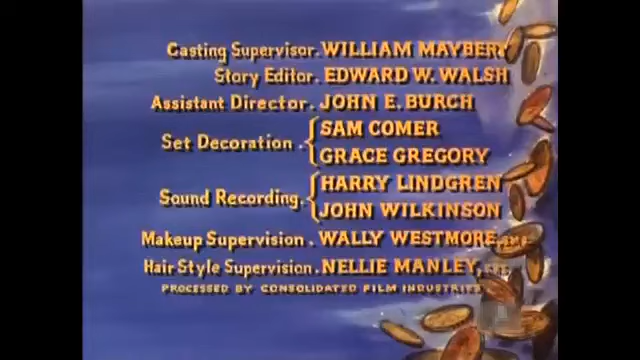 Casting Supervisor. WILLIAM MAYBERY
Story Editor. EDWARD W. WALSH
Assistant Director. JOHN E. BURCH
Set Decoration . { SAM COMER
GRACE GREGORY
Sound Recording. { HARRY LINDGREN
JOHN WILKINSON
Makeup Supervision . WALLY WESTMORE,
Hair Style Supervision. NELLIE MANLEY,
PROCESSED BY CONSOLIDATED FILM INDUSTRIES